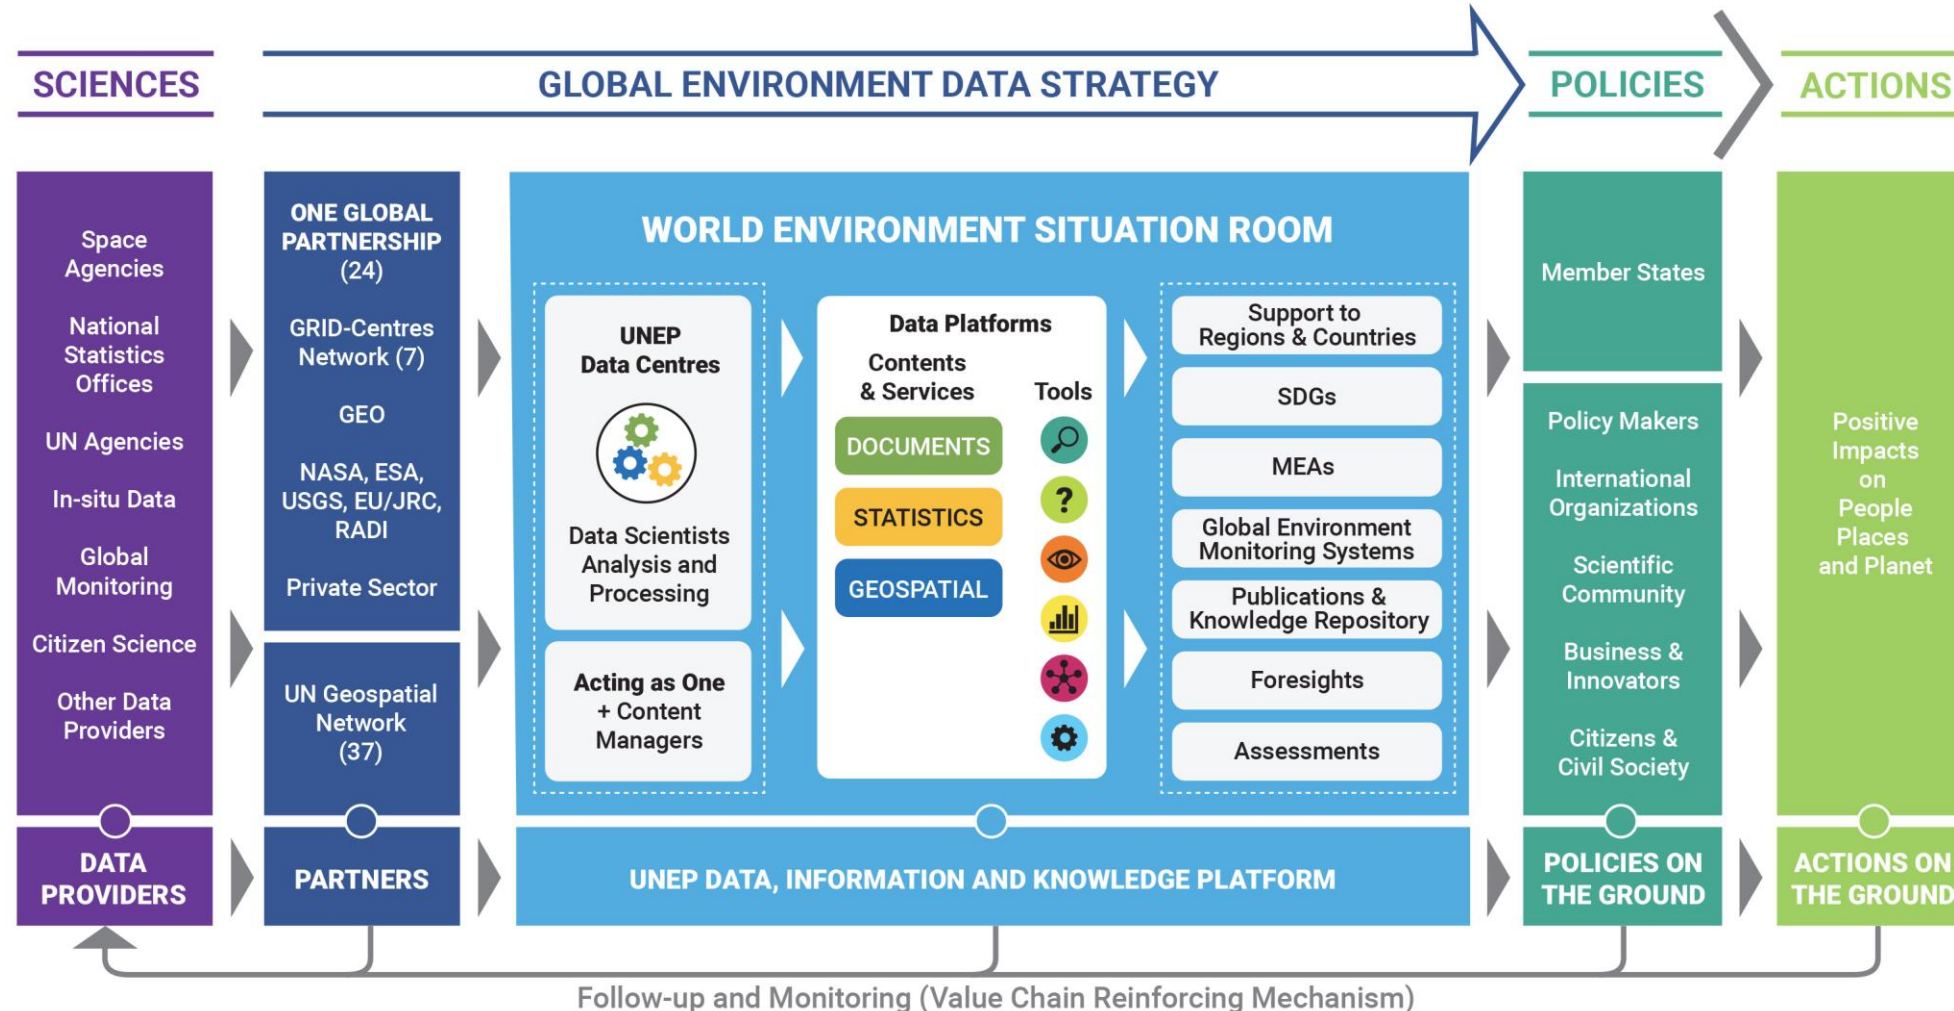 SCIENCES
GLOBAL ENVIRONMENT DATA STRATEGY
POLICIES
ACTIONS
Space
Agencies
National
Statistics
Offices
UN Agencies
In-situ Data
Global
Monitoring
Citizen Science
Other Data
Providers
ONE GLOBAL
PARTNERSHIP
(24)
GRID-Centres
Network (7)
GEO
NASA, ESA,
USGS, EU/JRC,
RADI
Private Sector
UN Geospatial
Network
(37)
WORLD ENVIRONMENT SITUATION ROOM
UNEP
Data Centres
Data Scientists
Analysis and
Processing
Acting as One
+ Content
Managers
Data Platforms
Contents
& Services
Tools
DOCUMENTS
STATISTICS
GEOSPATIAL
?
Support to
Regions & Countries
SDGs
MEAs
Global Environment
Monitoring Systems
Publications &
Knowledge Repository
Foresights
Assessments
Member States
Policy Makers
International
Organizations
Scientific
Community
Business &
Innovators
Citizens &
Civil Society
Positive
Impacts
on
People
Places
and Planet
DATA
PROVIDERS
PARTNERS
UNEP DATA, INFORMATION AND KNOWLEDGE PLATFORM
POLICIES ON
THE GROUND
ACTIONS ON
THE GROUND
Follow-up and Monitoring (Value Chain Reinforcing Mechanism)